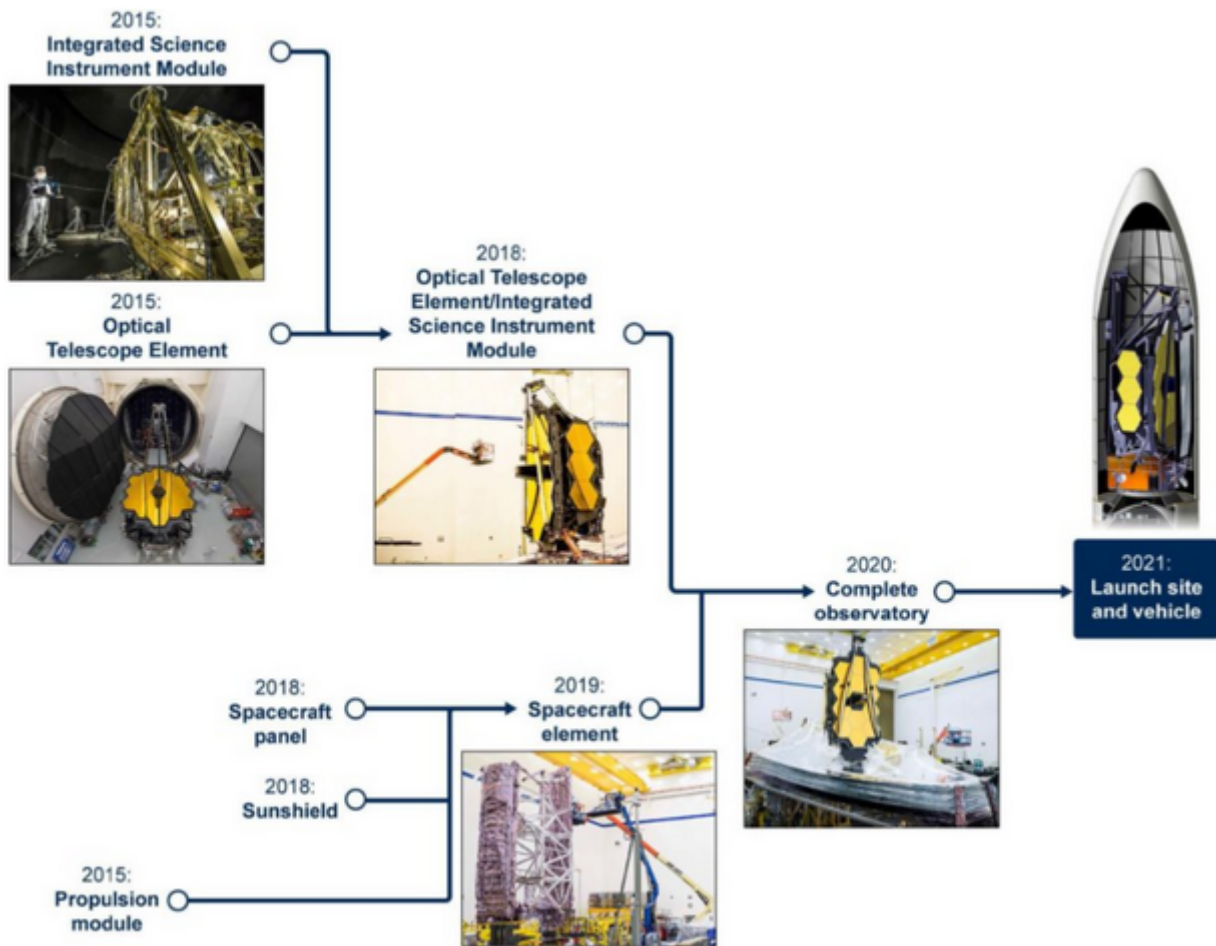 2015:
Integrated Science
Instrument Module
2015:
Optical
Telescope Element
2018:
Optical Telescope
Element/Integrated
Science Instrument
Module
2018:
Spacecraft
panel
2018:
Sunshield
2015:
Propulsion
module
2019:
Spacecraft
element
2020:
Complete
observatory
2021:
Launch site
and vehicle